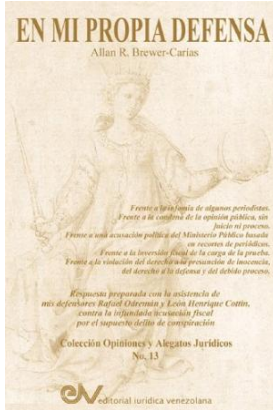 EN MI PROPIA DEFENSA
Allan R. Brewer-Carías
Frente a la infamia de algunos periodistas.
Frente a la condena de la opinión pública, sin
juicio ni proceso.
Frente a una acusación política del Ministerio Público basada
en recortes de periódicos.
Frente a la inversión fiscal de la carga de la prueba.
Frente a la violación del derecho a la presunción de inocencia,
del derecho a la defensa y del debido proceso,
Respuesta preparada con la asistencia de
mis defensores Rafael Odremán y León Henrique Cottin,
contra la infundada acusación fiscal
por el supuesto delito de conspiración
Colección Opiniones y Alegatos Jurídicos
No. 13
ejv editorial jurídica venezolana